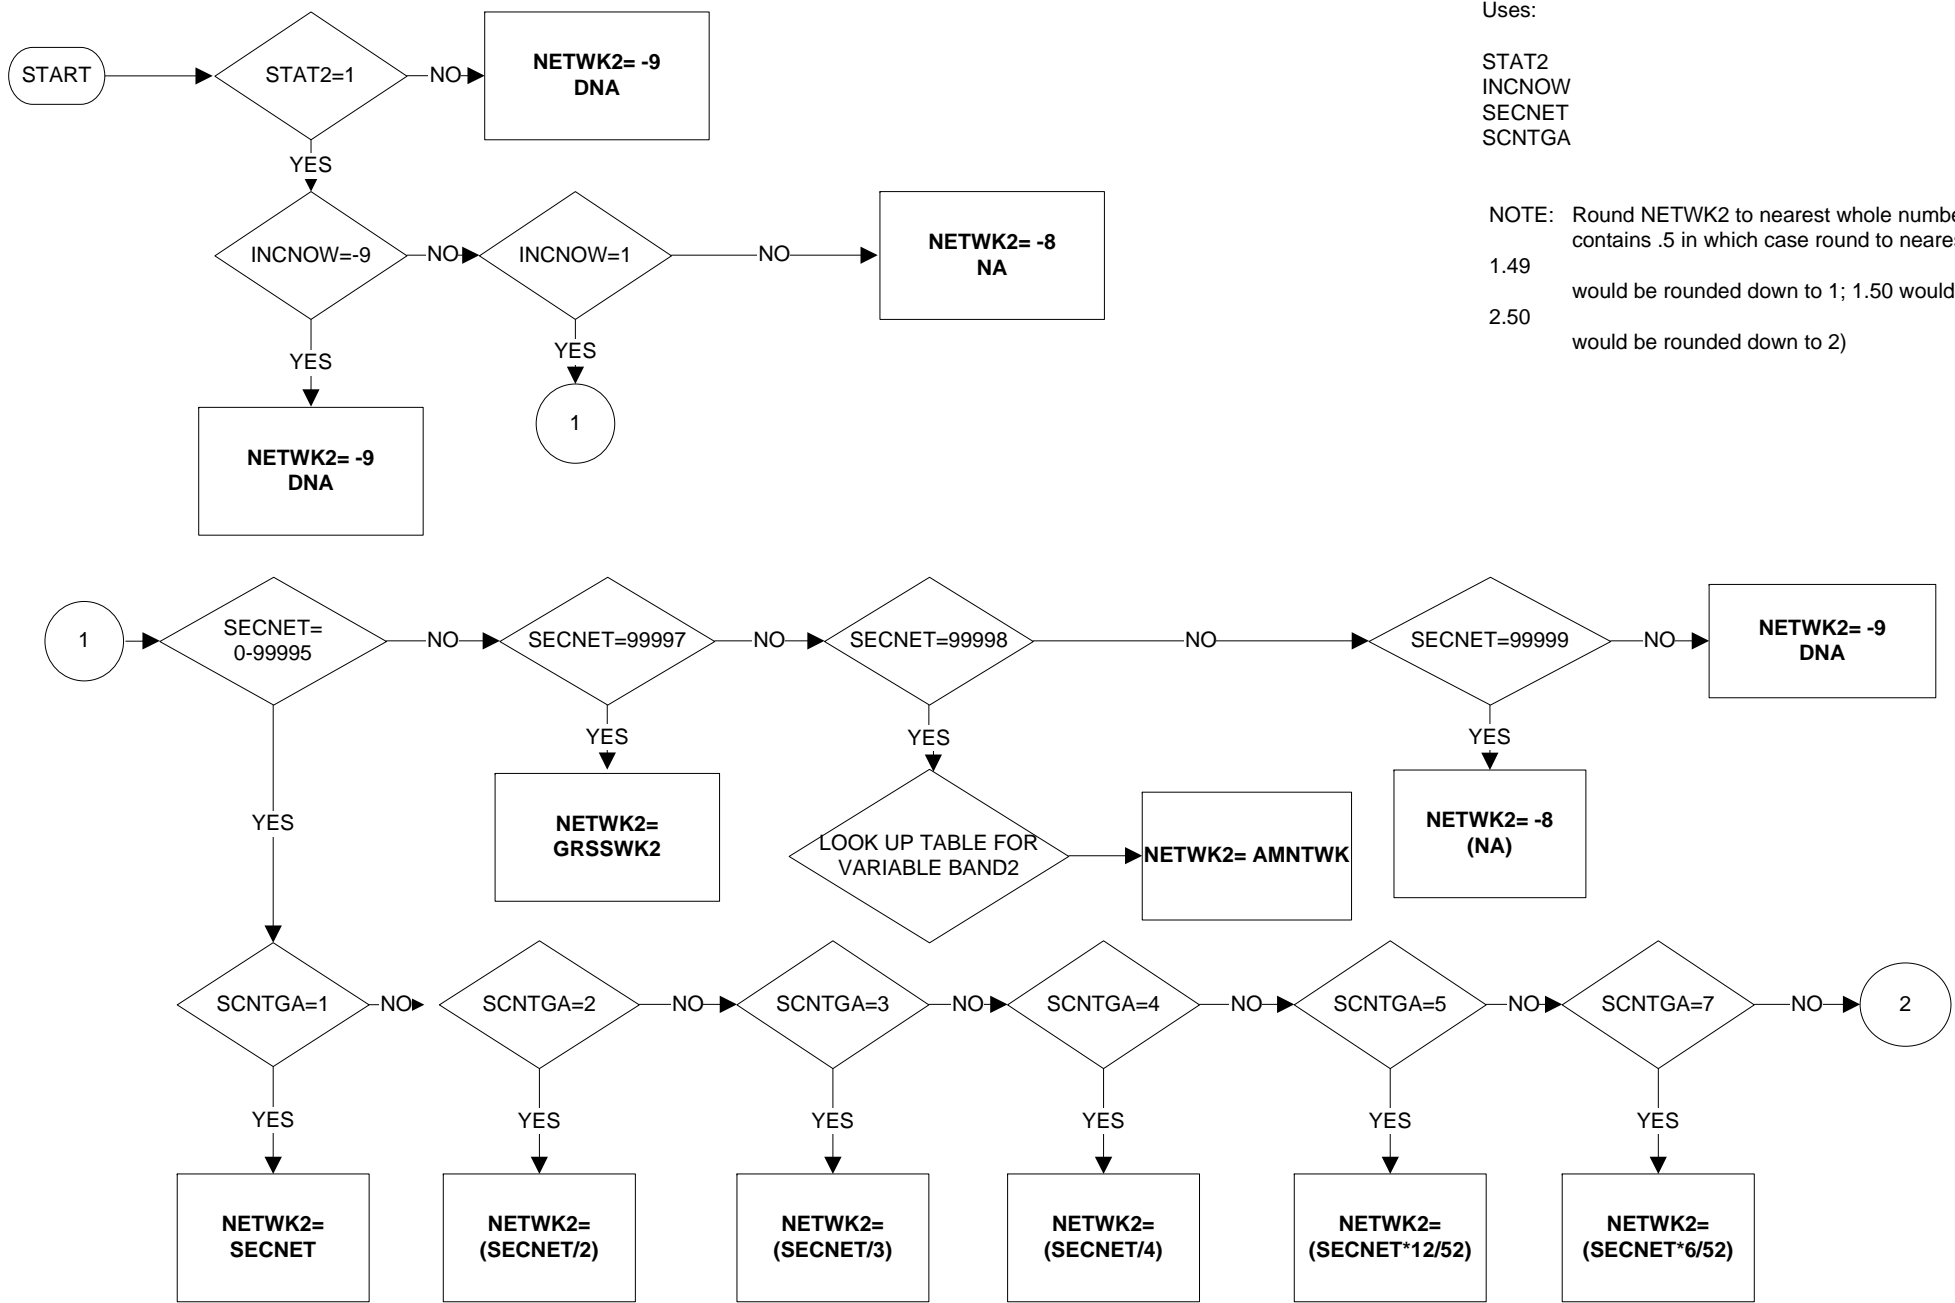 Uses:
STAT2
INCNOW
SECNET
SCNTGA
NOTE: Round NETWK2 to nearest whole
contains .5 in which case round to
1.49
would be rounded down to 1; 1.50 would
2.50
would be rounded down to 2)
START
STAT2=1
NO
NETWK2= -9
DNA
YES
INCNOW=-9
NO
INCNOW=1
NO
NETWK2= -8
NA
YES
YES
1
NETWK2= -9
DNA
1
SECNET=
0-99995
NO
SECNET=99997
NO
SECNET=99998
NO
SECNET=99999
NO
NETWK2= -9
DNA
YES
YES
YES
YES
NETWK2=
GRSSWK2
LOOK UP TABLE FOR
VARIABLE BAND2
NETWK2= AMNTWK
NETWK2= -8
(NA)
SCNTGA=1
NO
SCNTGA=2
NO
SCNTGA=3
NO
SCNTGA=4
NO
SCNTGA=5
NO
SCNTGA=7
NO
2
YES
YES
YES
YES
YES
YES
NETWK2=
SECNET
NETWK2=
(SECNET/2)
NETWK2=
(SECNET/3)
NETWK2=
(SECNET/4)
NETWK2=
(SECNET*12/52)
NETWK2=
(SECNET*6/52)